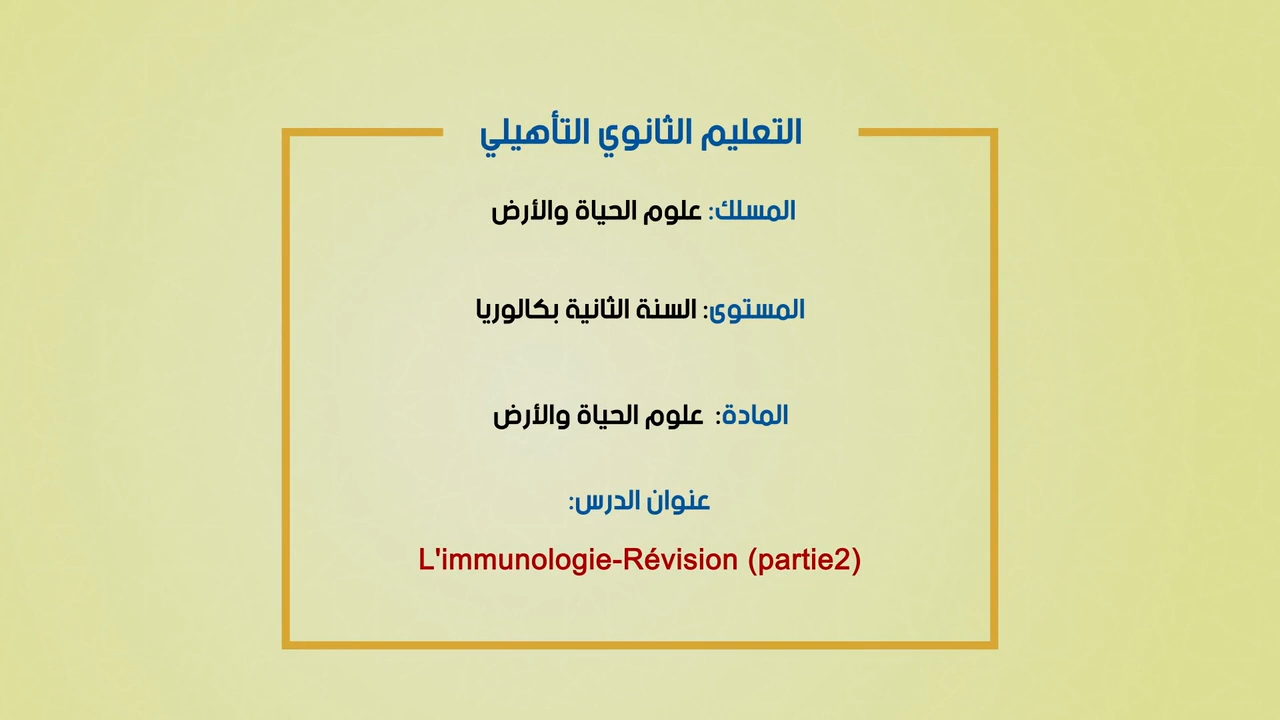 التعليم الثانوي التأهيلي
المسلك: علوم الحياة والأرض
المستوى: السنة الثانية بكالوريا
المادة: علوم الحياة والأرض
عنوان الدرس:
L'immunologie-Révision (partie2)